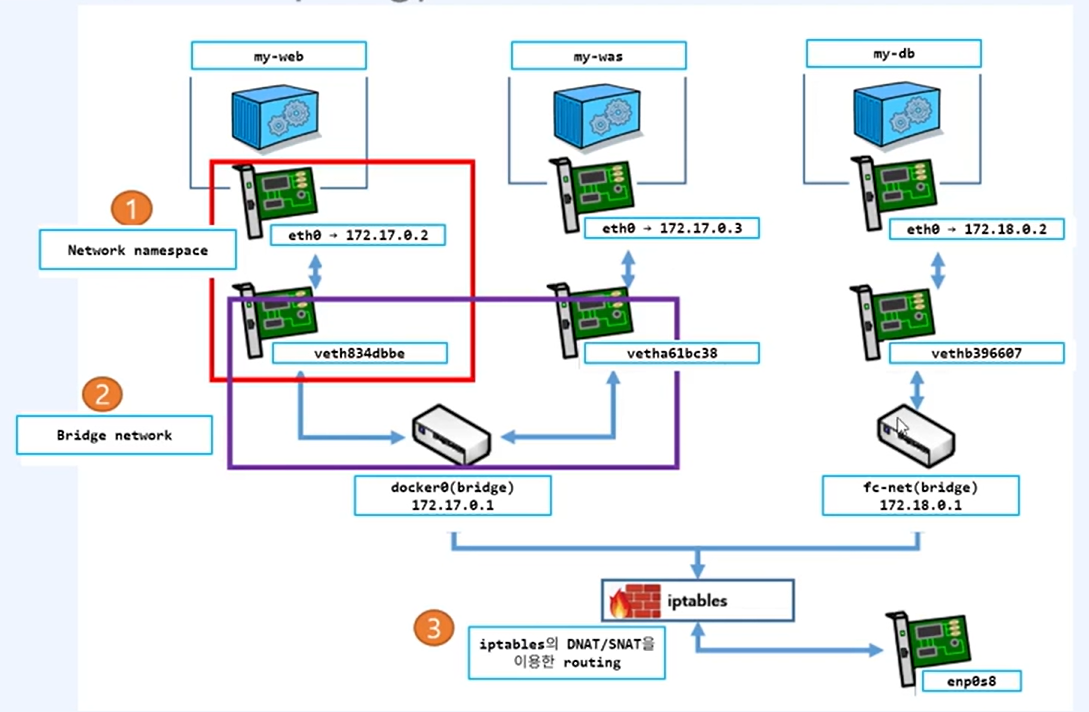 my-web
my-was
my-db
1
Network namespace
eth0 → 172.17.0.2
eth0 → 172.17.0.3
eth0 → 172.18.0.2
veth834dbbe
vetha61bc38
vethb396607
2
Bridge network
docker0(bridge)
172.17.0.1
fc-net(bridge)
172.18.0.1
iptables
3
iptables의 DNAT/SNAT을
이용한 routing
enp0s8